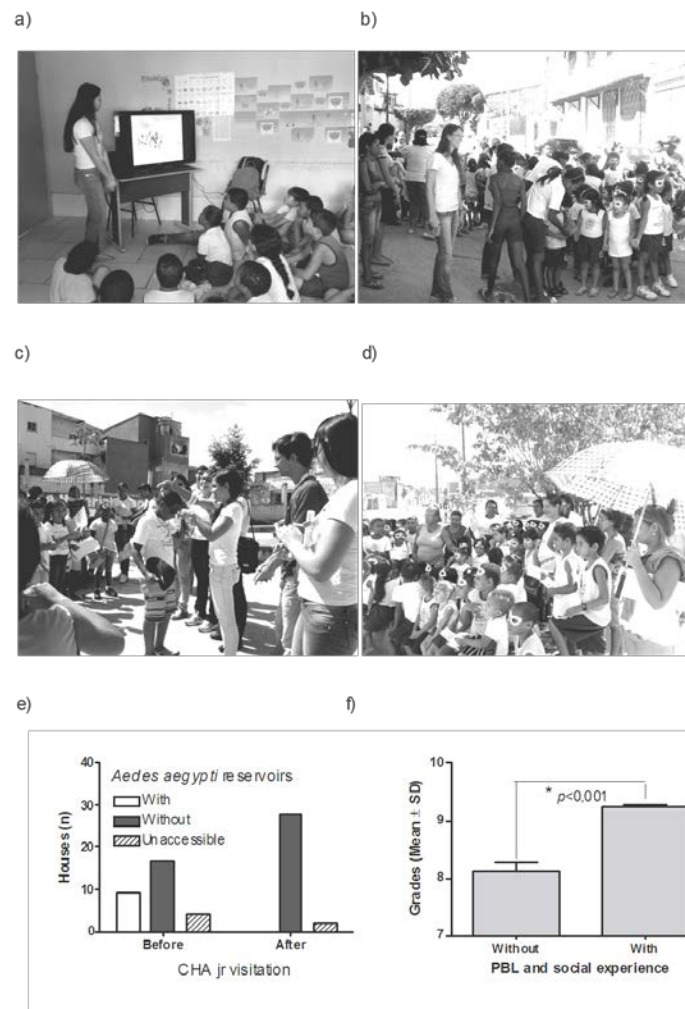 a)
b)
c)
d)
e)
f)
Aedes aegypti reservoirs
With
Without
Unaccessible
Houses (n)
40
30
20
10
0
Before
After
CHA jr visitation
Grades (Mean ± SD)
10
9
8
7
* p<0,001
Without
With
PBL and social experience